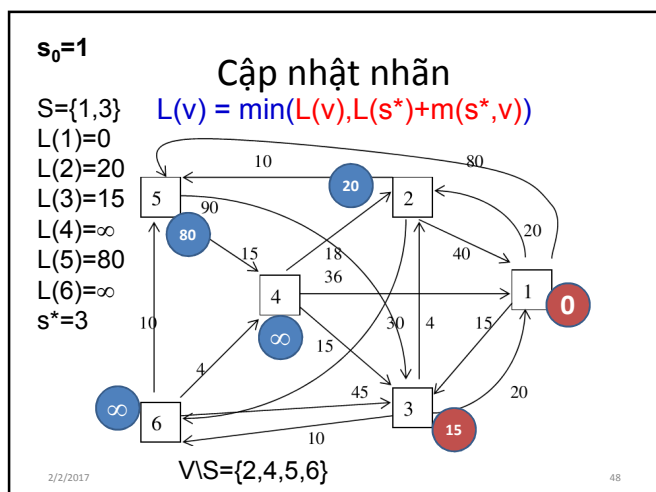 s₀=1
Cập nhật nhãn
S={1,3} L(v) = min(L(v),L(s*)+m(s*,v))
L(1)=0
L(2)=20
L(3)=15
L(4)=∞
L(5)=80
L(6)=∞
s*=3
10
80
20
5
2
90
20
80
15
18
40
36
4
1
0
∞
10
30
4
15
15
4
∞
45
20
3
6
10
15
V\S={2,4,5,6}
2/2/2017
48